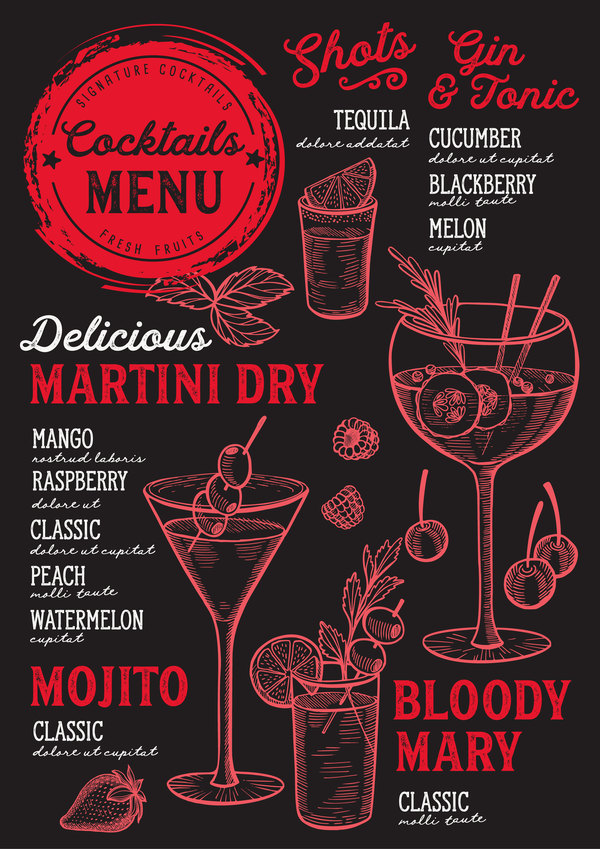 SIGNATURE COCKTAILS
Cocktails
MENU
FRESH FRUITS
Shots
TEQUILA
dolore addatat
Gin
& Tonic
CUCUMBER
dolore ut cupitat
BLACKBERRY
molli taute
MELON
cupitat
Delicious
MARTINI DRY
MANGO
nostrud laboris
RASPBERRY
dolore ut
CLASSIC
dolore ut cupitat
PEACH
molli taute
WATERMELON
cupitat
MOJITO
CLASSIC
dolore ut cupitat
BLOODY
MARY
CLASSIC
molli taute